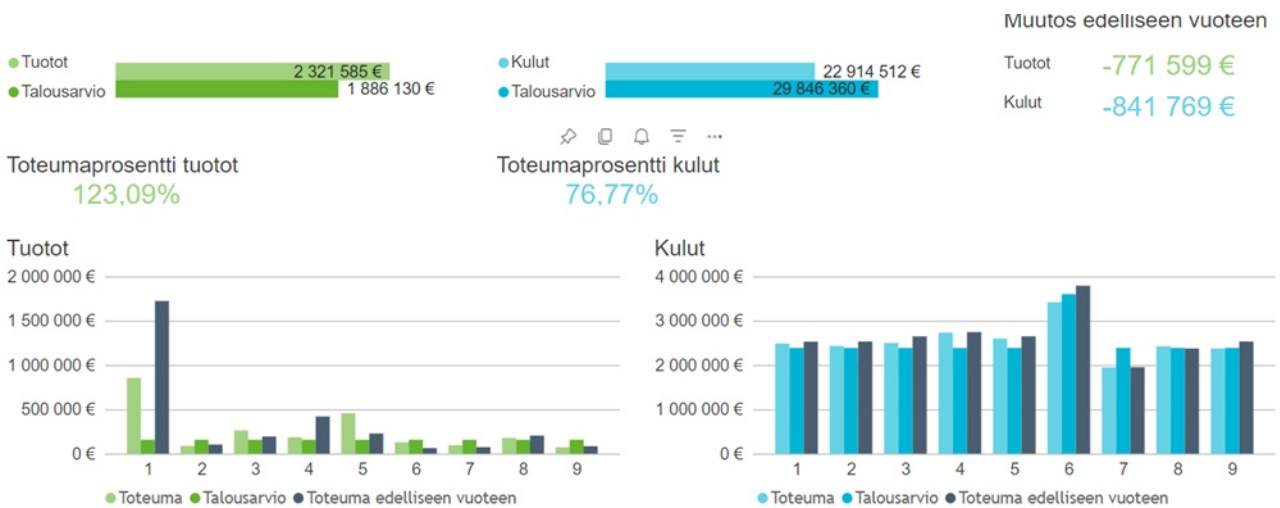 Muutos edelliseen vuoteen
Tuotot 2 321 585 €
Talousarvio 1 886 130 €
Kulut 22 914 512 €
Talousarvio 29 846 360 €
Tuotot -771 599 €
Kulut -841 769 €
Toteumaprosentti tuotot
123,09%
Toteumaprosentti kulut
76,77%
Tuotot
2 000 000 €
1 500 000 €
1 000 000 €
500 000 €
0 €
1 2 3 4 5 6 7 8 9
Toteuma Talousarvio Toteuma edelliseen vuoteen
Kulut
4 000 000 €
3 000 000 €
2 000 000 €
1 000 000 €
0 €
1 2 3 4 5 6 7 8 9
Toteuma Talousarvio Toteuma edelliseen vuoteen